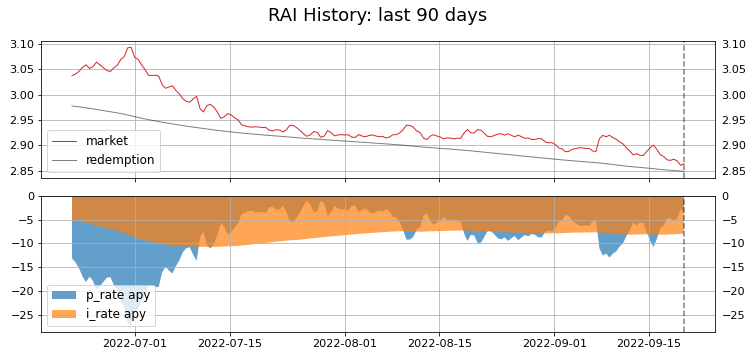 RAI History: last 90 days
3.10 3.10
3.05 3.05
3.00 3.00
2.95 2.95
2.90 2.90
2.85 2.85
market
redemption
0 0
−5 −5
−10 −10
−15 −15
−20 −20
−25 −25
p_rate apy
i_rate apy
2022-07-01 2022-07-15 2022-08-01 2022-08-15 2022-09-01 2022-09-15